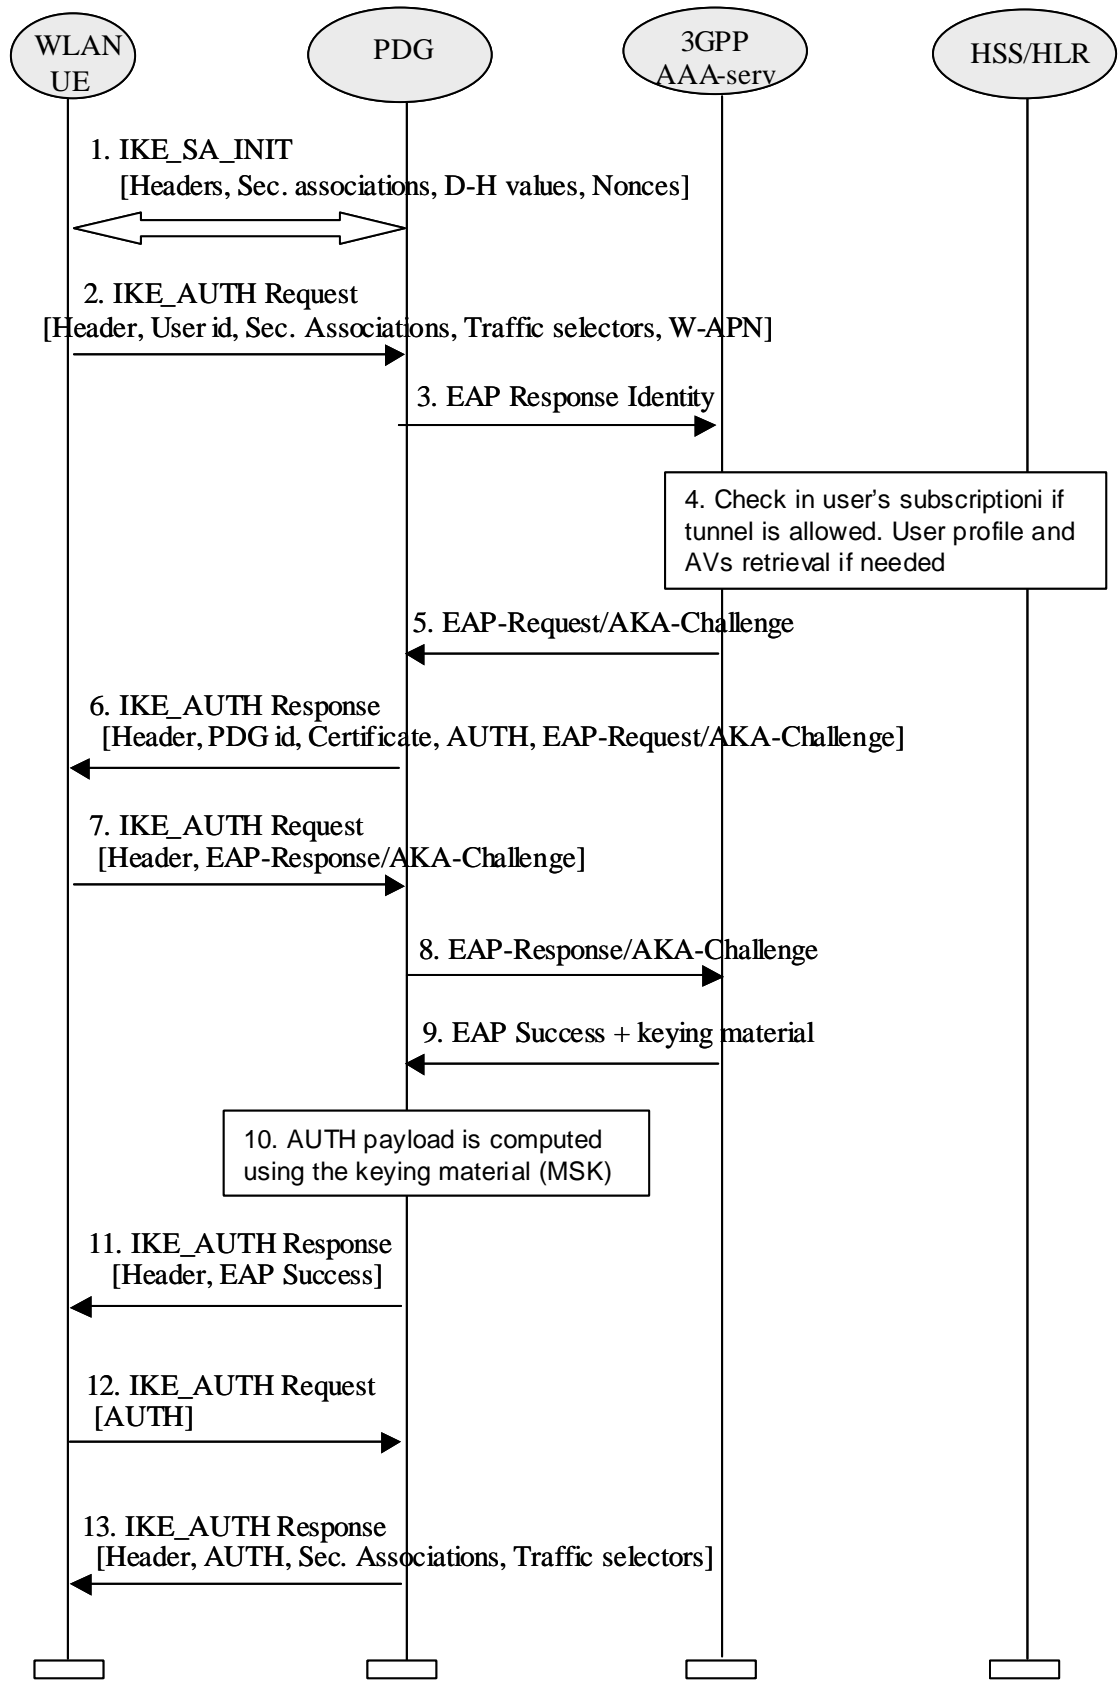 WLAN
UE
PDG
3GPP
AAA-serv
HSS/HLR
1. IKE_SA_INIT
[Headers, Sec. associations, D-H values, Nonces]
2. IKE_AUTH Request
[Header, User id, Sec. Associations, Traffic selectors, W-APN]
3. EAP Response Identity
4. Check in user’s subscriptioni if
tunnel is allowed. User profile and
AVs retrieval if needed
5. EAP-Request/AKA-Challenge
6. IKE_AUTH Response
[Header, PDG id, Certificate, AUTH, EAP-Request/AKA-Challenge]
7. IKE_AUTH Request
[Header, EAP-Response/AKA-Challenge]
8. EAP-Response/AKA-Challenge
9. EAP Success + keying material
10. AUTH payload is computed
using the keying material (MSK)
11. IKE_AUTH Response
[Header, EAP Success]
12. IKE_AUTH Request
[AUTH]
13. IKE_AUTH Response
[Header, AUTH, Sec. Associations, Traffic selectors]